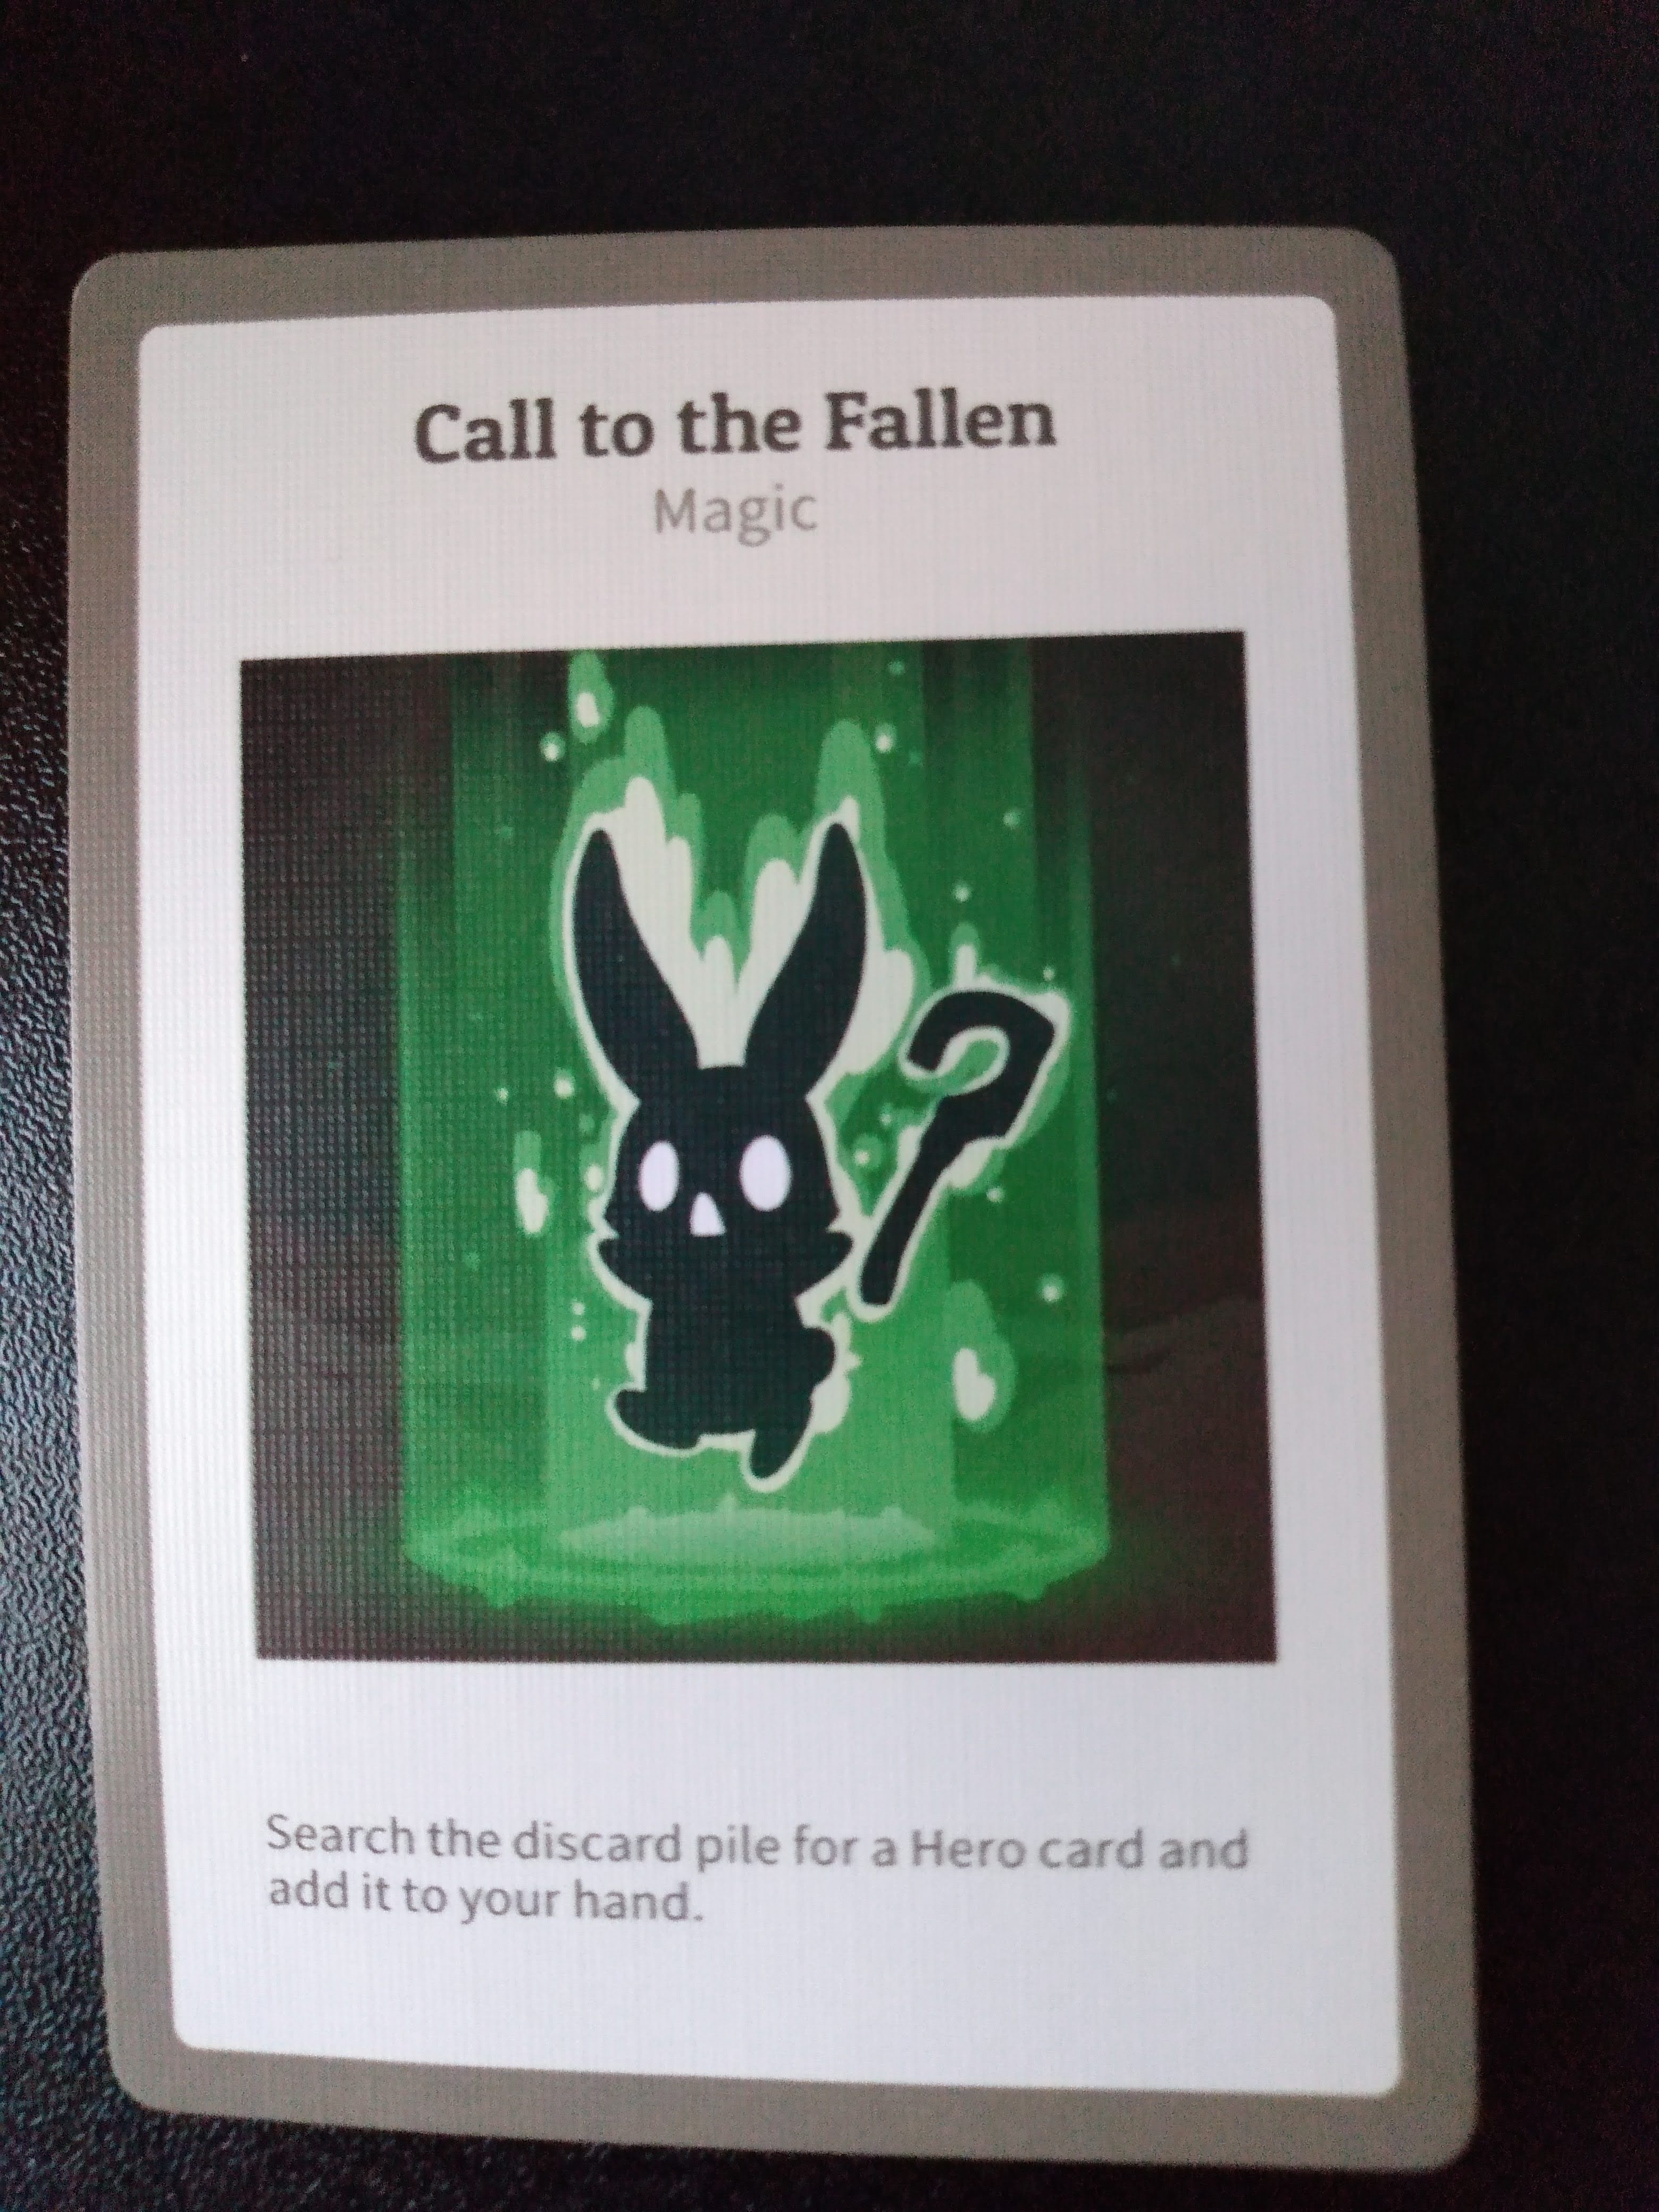 Call to the Fallen
Magic
Search the discard pile for a Hero card and
add it to your hand.